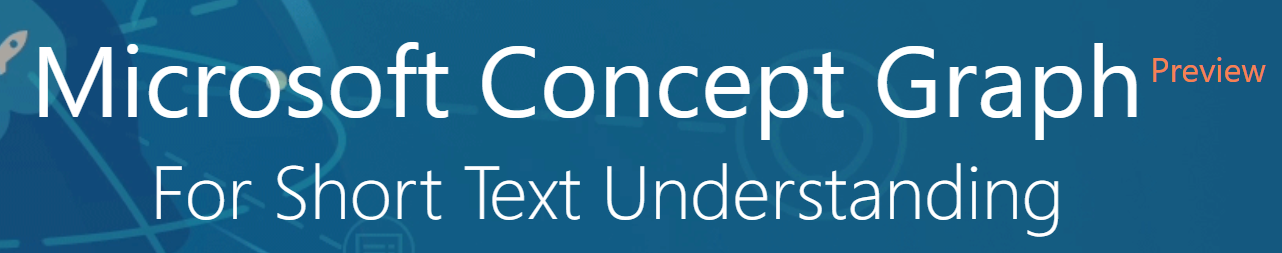 Microsoft Concept Graph Preview
For Short Text Understanding